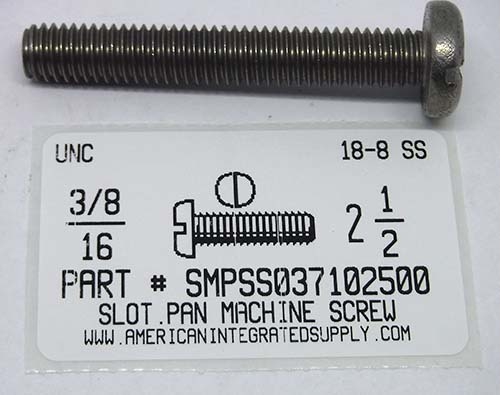 UNC 18-8 SS
3/8
16
2 1/2
PART # SMPSS037102500
SLOT.PAN MACHINE SCREW
WWW.AMERICANINTEGRATEDSUPPLY.COM